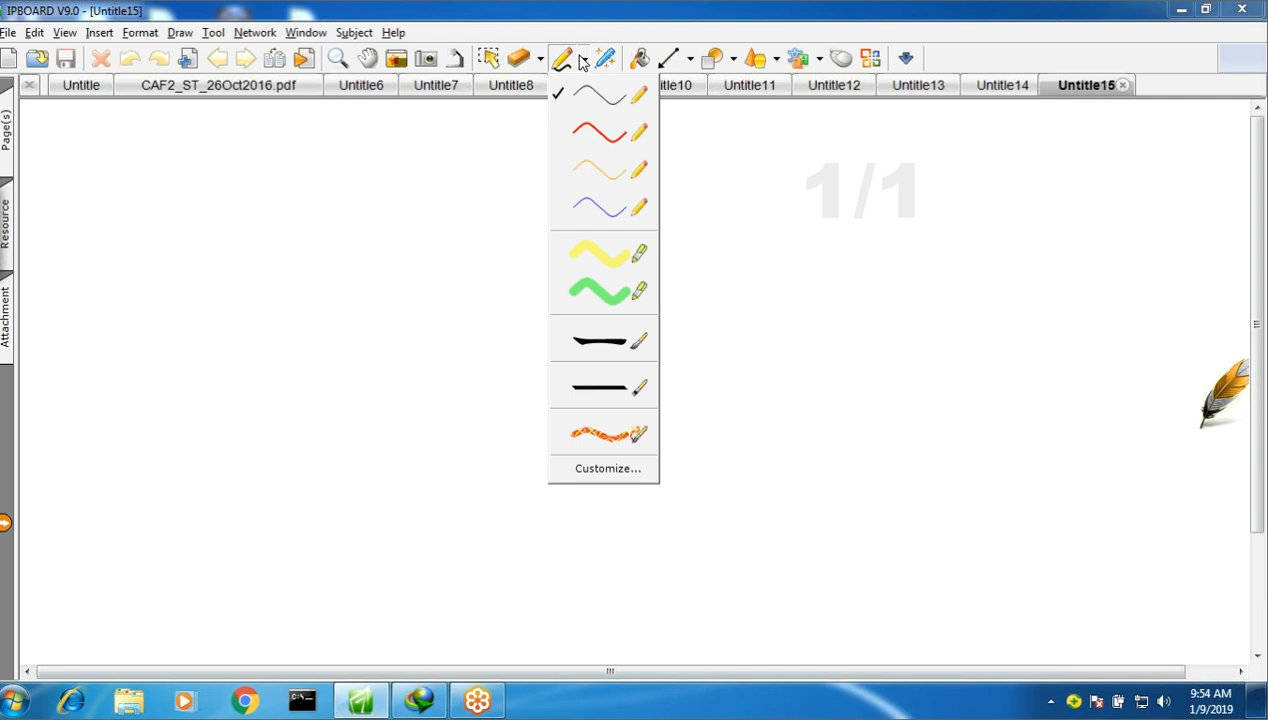 IPBOARD V9.0 - [Untitle15]
File Edit View Insert Format Draw Tool Network Window Subject Help
Untitle CAF2_ST_26Oct2016.pdf Untitle6 Untitle7 Untitle8 title10 Untitle11 Untitle12 Untitle13 Untitle14 Untitle15
Page(s)
Resource
Attachment
1/1
Customize...
9:54 AM
1/9/2019